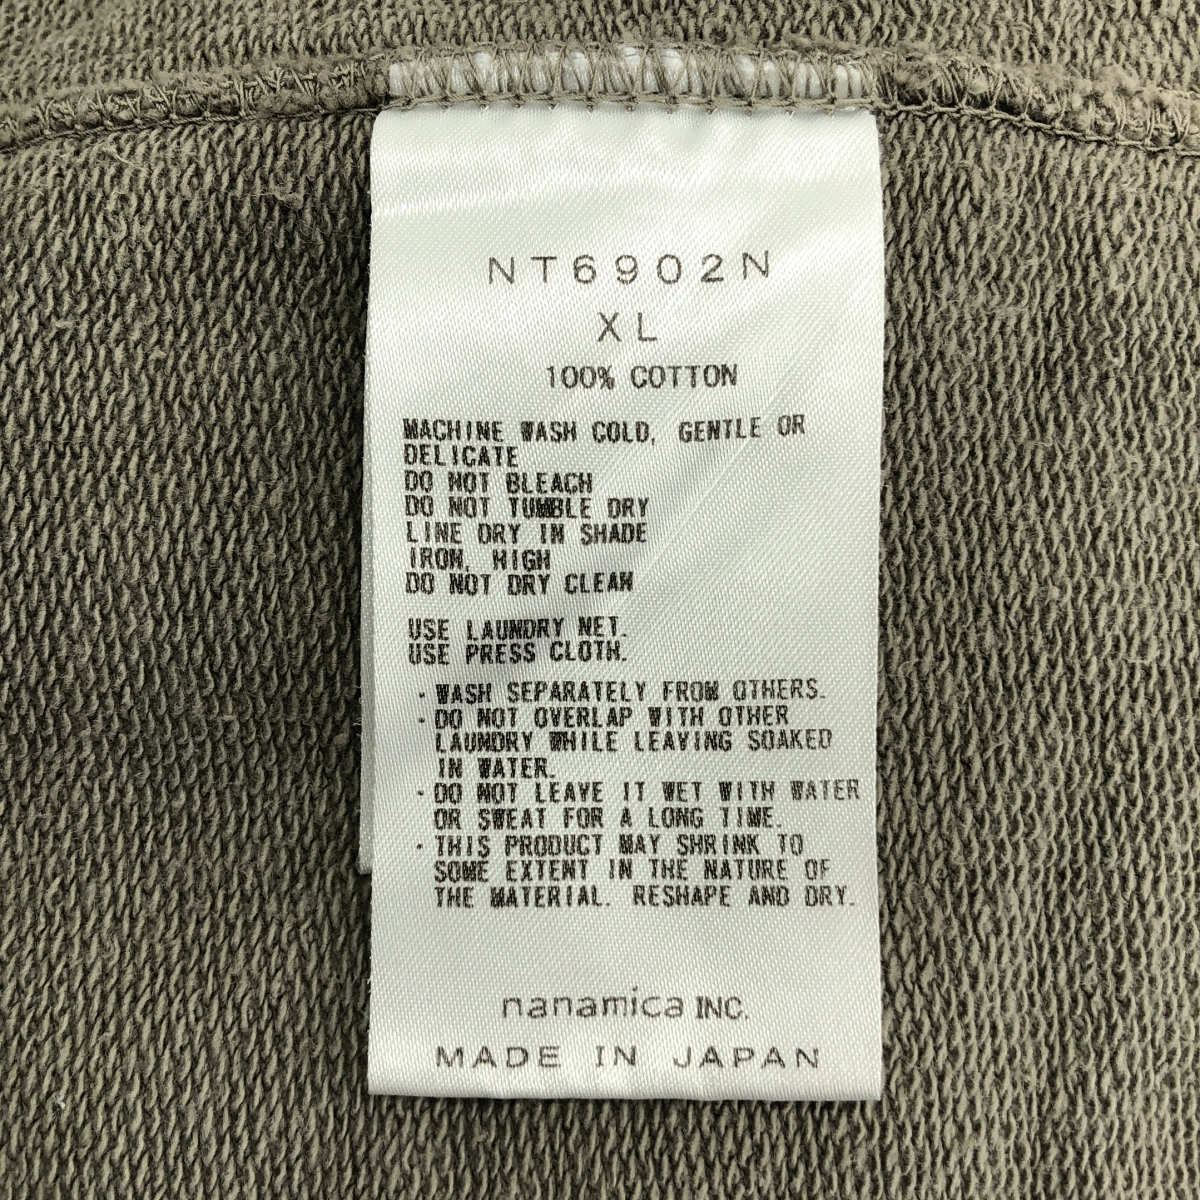 NT6902N
XL
100% COTTON
MACHINE WASH COLD, GENTLE OR
DELICATE
DO NOT BLEACH
DO NOT TUMBLE DRY
LINE DRY IN SHADE
IRON, HIGH
DO NOT DRY CLEAN
USE LAUNDRY NET.
USE PRESS CLOTH.
· WASH SEPARATELY FROM OTHERS.
· DO NOT OVERLAP WITH OTHER
LAUNDRY WHILE LEAVING SOAKED
IN WATER.
· DO NOT LEAVE IT WET WITH WATER
OR SWEAT FOR A LONG TIME.
· THIS PRODUCT MAY SHRINK TO
SOME EXTENT IN THE NATURE OF
THE MATERIAL. RESHAPE AND DRY.
nanamica INC.
MADE IN JAPAN